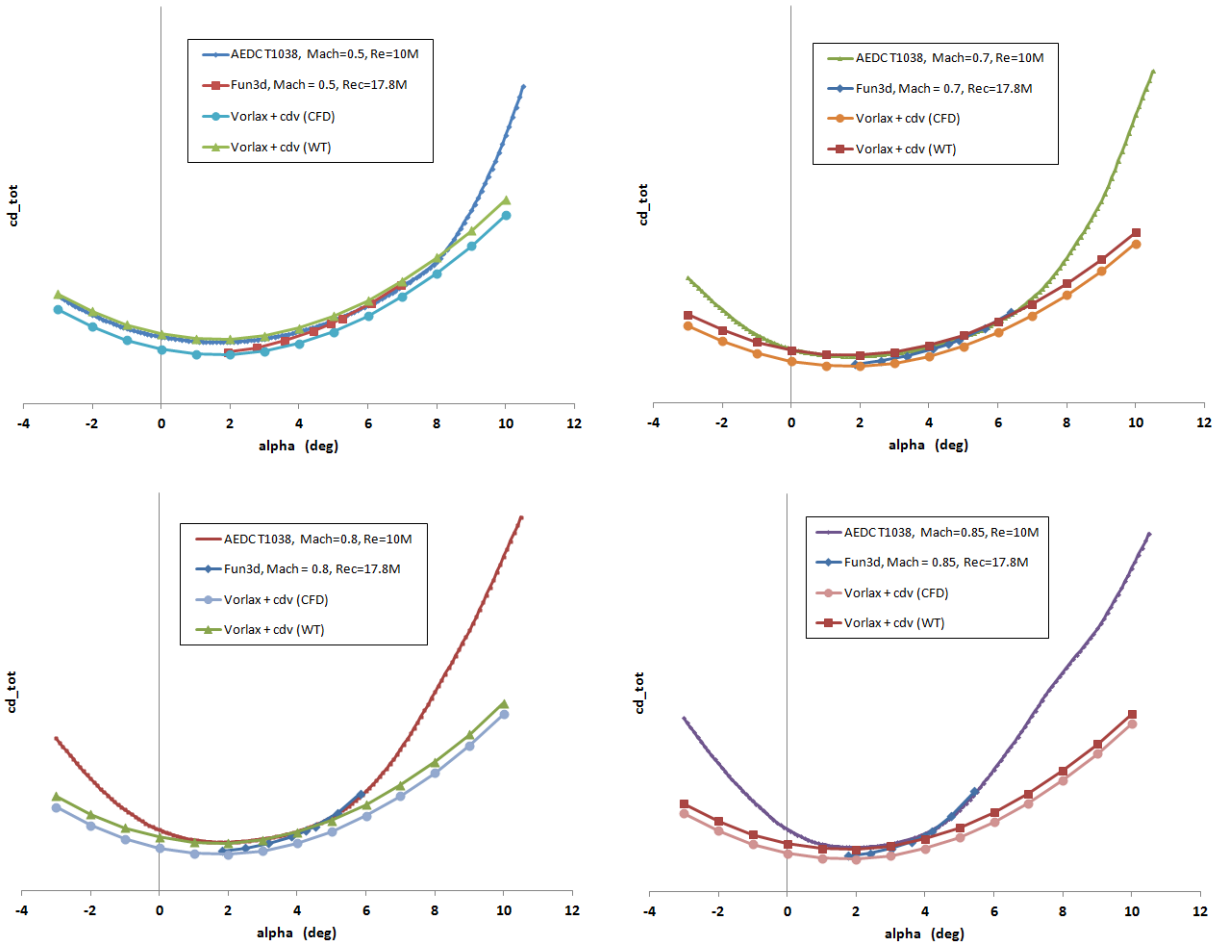 AEDC T1038, Mach=0.5, Re=10M
Fun3d, Mach = 0.5, Rec=17.8M
Vorlax + cdv (CFD)
Vorlax + cdv (WT)
cd_tot
-4 -2 0 2 4 6 8 10 12
alpha (deg)
AEDC T1038, Mach=0.7, Re=10M
Fun3d, Mach = 0.7, Rec=17.8M
Vorlax + cdv (CFD)
Vorlax + cdv (WT)
cd_tot
-4 -2 0 2 4 6 8 10 12
alpha (deg)
AEDC T1038, Mach=0.8, Re=10M
Fun3d, Mach = 0.8, Rec=17.8M
Vorlax + cdv (CFD)
Vorlax + cdv (WT)
cd_tot
-4 -2 0 2 4 6 8 10 12
alpha (deg)
AEDC T1038, Mach=0.85, Re=10M
Fun3d, Mach = 0.85, Rec=17.8M
Vorlax + cdv (CFD)
Vorlax + cdv (WT)
cd_tot
-4 -2 0 2 4 6 8 10 12
alpha (deg)